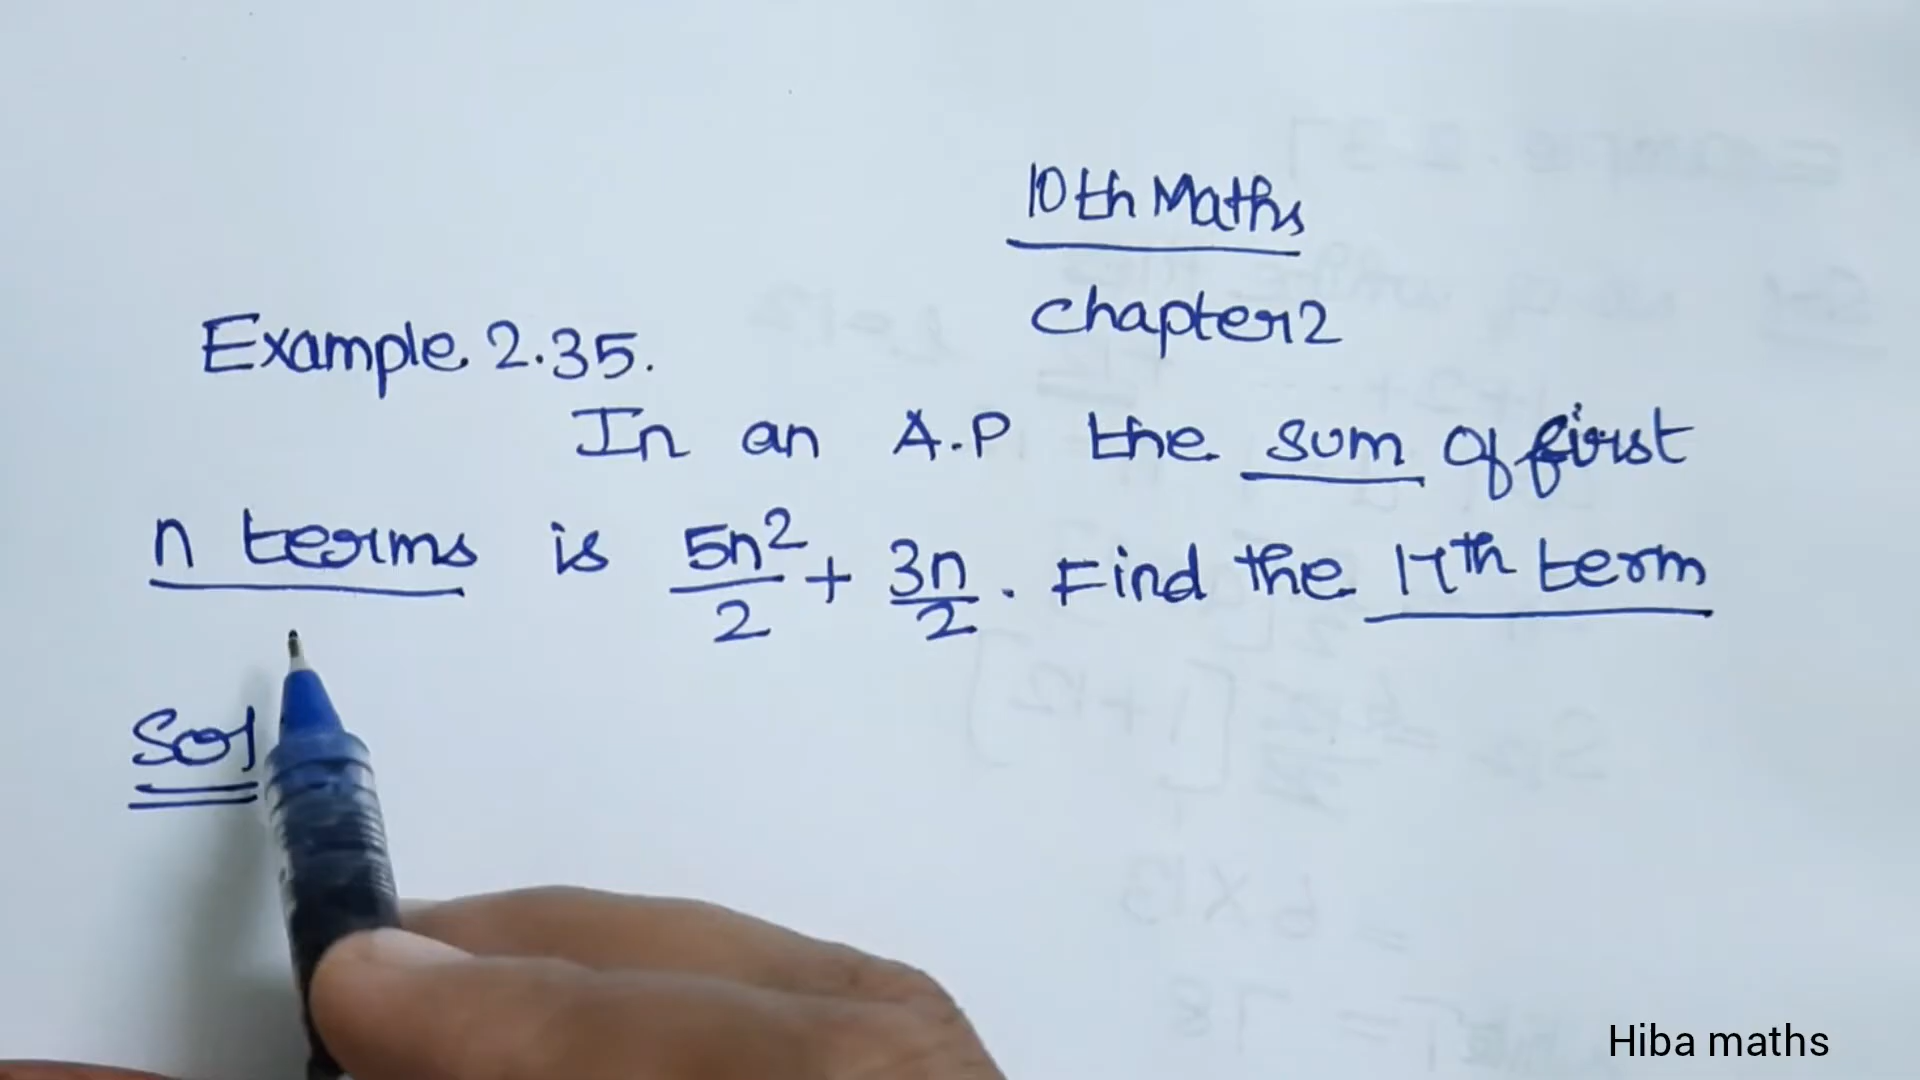 10th Maths
chapter 2
Example 2.35.
In an A.P the sum of first
n terms is 5n²/2 + 3n/2. Find the 17th term
Sol
Hiba maths